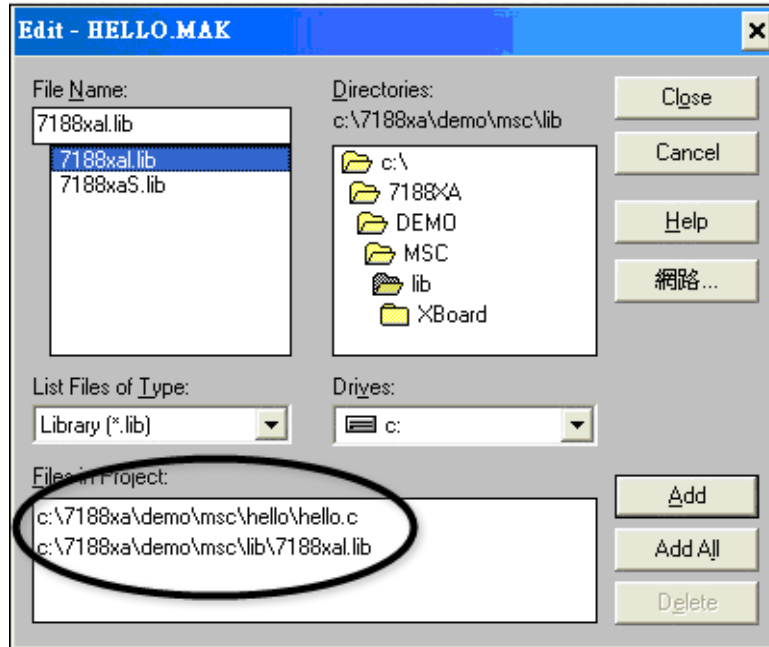 Edit - HELLO.MAK
File Name:
7188xal.lib
7188xal.lib
7188xaS.lib
Directories:
c:\7188xa\demo\msc\lib
c:\
7188XA
DEMO
MSC
lib
XBoard
Close
Cancel
Help
網路...
List Files of Type:
Library (*.lib)
Drives:
c:
Files in Project:
c:\7188xa\demo\msc\hello\hello.c
c:\7188xa\demo\msc\lib\7188xal.lib
Add
Add All
Delete